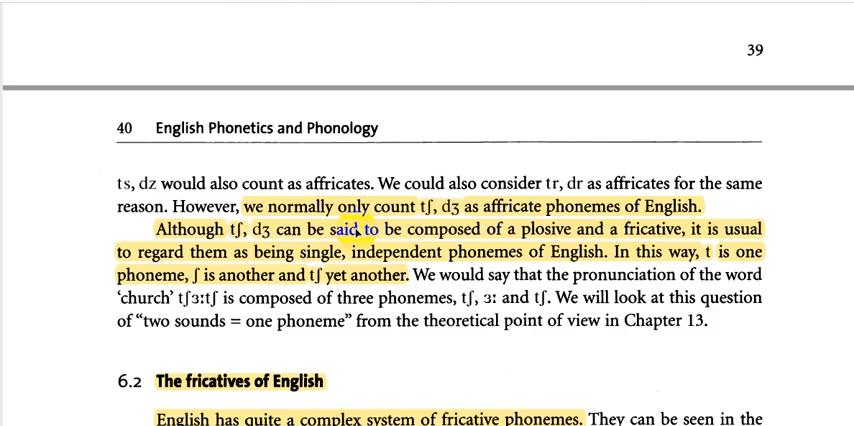 39
40 English Phonetics and Phonology
ts, dz would also count as affricates. We could also consider tr, dr as affricates for the same
reason. However, we normally only count tʃ, dʒ as affricate phonemes of English.
Although tʃ, dʒ can be said to be composed of a plosive and a fricative, it is usual
to regard them as being single, independent phonemes of English. In this way, t is one
phoneme, ʃ is another and tʃ yet another. We would say that the pronunciation of the word
‘church’ tʃɜːtʃ is composed of three phonemes, tʃ, ɜː and tʃ. We will look at this question
of “two sounds = one phoneme” from the theoretical point of view in Chapter 13.
6.2 The fricatives of English
English has quite a complex system of fricative phonemes. They can be seen in the